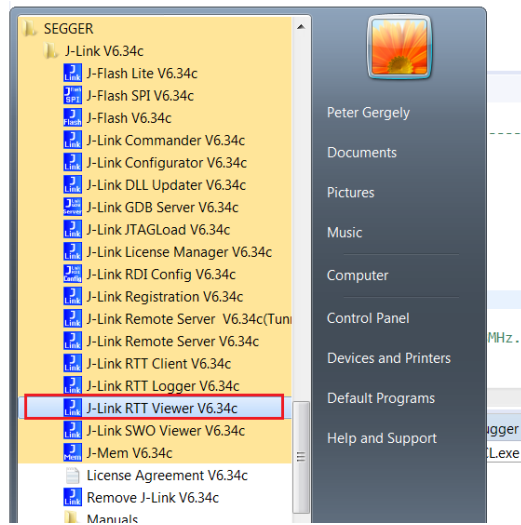 SEGGER
J-Link V6.34c
J-Flash Lite V6.34c
J-Flash SPI V6.34c
J-Flash V6.34c
J-Link Commander V6.34c
J-Link Configurator V6.34c
J-Link DLL Updater V6.34c
J-Link GDB Server V6.34c
J-Link JTAGLoad V6.34c
J-Link License Manager V6.34c
J-Link RDI Config V6.34c
J-Link Registration V6.34c
J-Link Remote Server V6.34c(Tun
J-Link Remote Server V6.34c
J-Link RTT Client V6.34c
J-Link RTT Logger V6.34c
J-Link RTT Viewer V6.34c
J-Link SWO Viewer V6.34c
J-Mem V6.34c
License Agreement V6.34c
Remove J-Link V6.34c
Manuals
Peter Gergely
Documents
Pictures
Music
Computer
Control Panel
Devices and Printers
Default Programs
Help and Support
MHz.
ugger
CL.exe